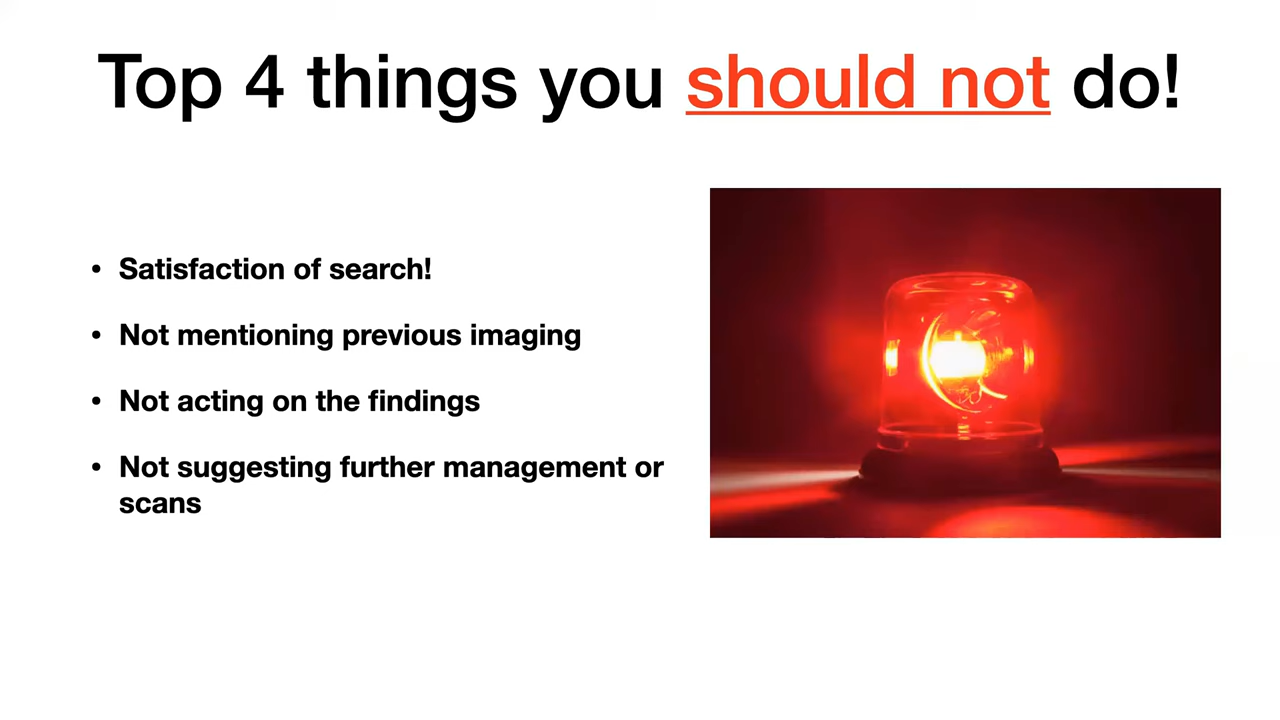 Top 4 things you should not do!
• Satisfaction of search!
• Not mentioning previous imaging
• Not acting on the findings
• Not suggesting further management or
scans